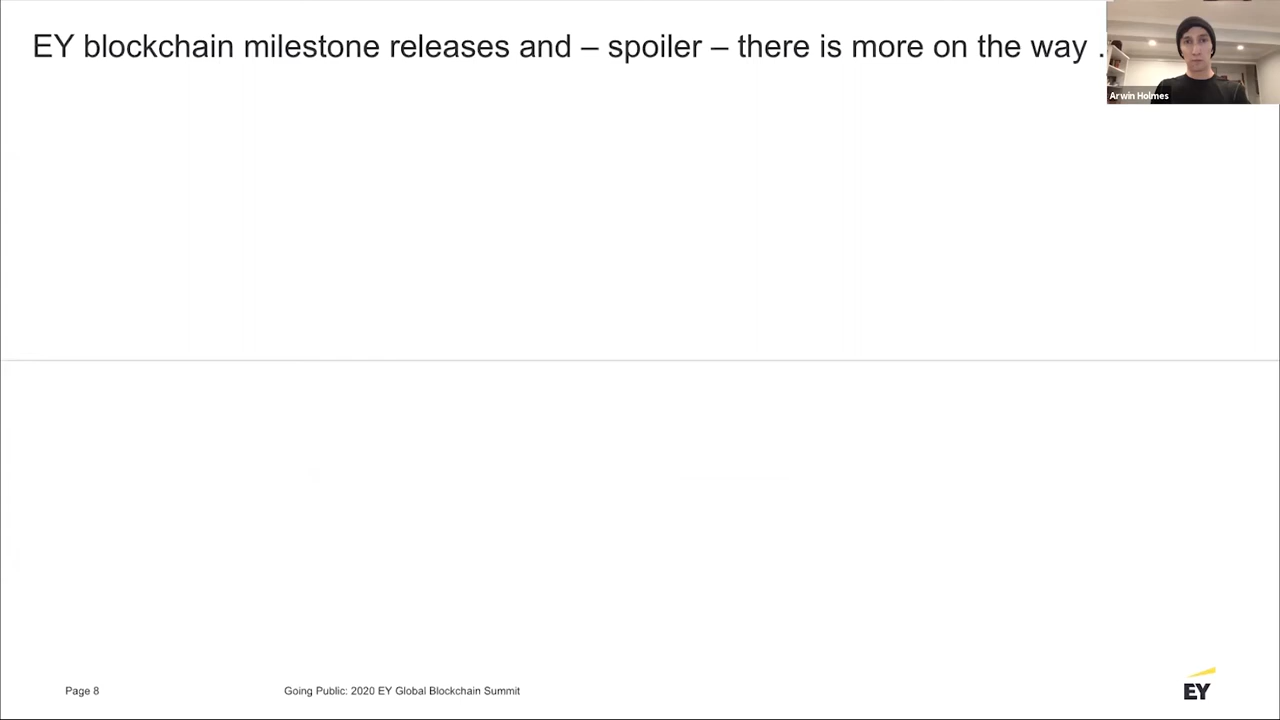 EY blockchain milestone releases and – spoiler – there is more on the way .
Arwin Holmes
Page 8
Going Public: 2020 EY Global Blockchain Summit
EY